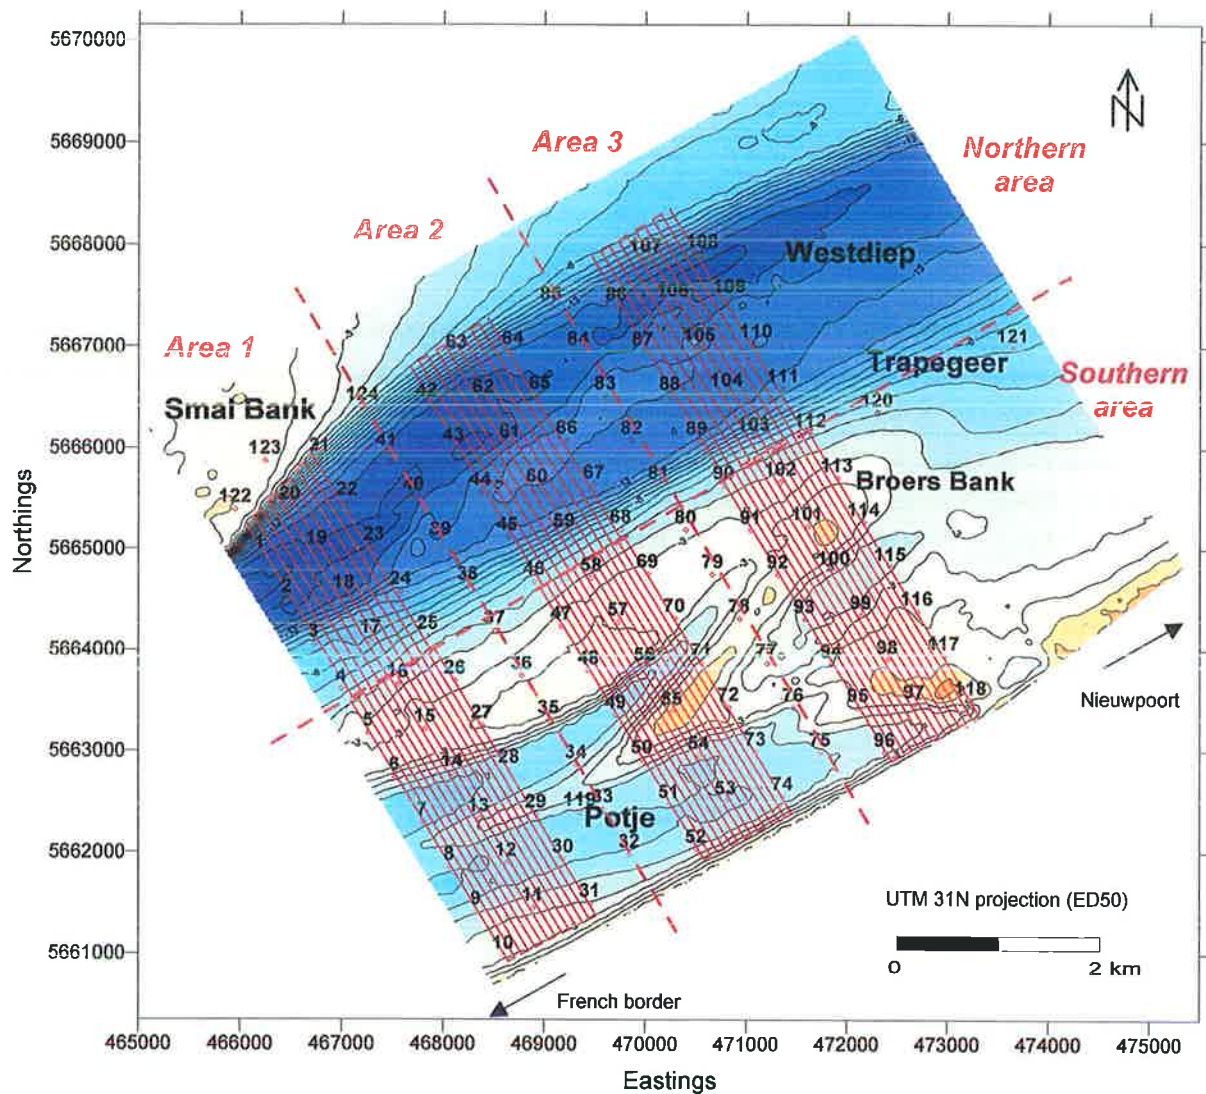 5670000
5669000
5668000
5667000
5666000
5665000
5664000
5663000
5662000
5661000
Northings
465000 466000 467000 468000 469000 470000 471000 472000 473000 474000 475000
Eastings
N
Area 3
Northern
area
Area 2
Area 1
Westdiep
Trapegeer
Southern
area
Smal Bank
Broers Bank
Potje
Nieuwpoort
French border
UTM 31N projection (ED50)
0 2 km
107 108
85 86 106 109
63 64 84 87 105 110
121
124 42 62 65 83 88 104 111
120
123 21 41 43 61 66 82 89 103 112
122 20 22 40 44 60 67 81 90 102 113
1 19 23 39 45 59 68 80 91 101 114
2 18 24 38 46 58 69 79 92 100 115
3 17 25 37 47 57 70 78 93 99 116
4 16 26 36 48 56 71 77 94 98 117
5 15 27 35 49 55 72 76 95 97 118
6 14 28 34 50 54 73 75 96
7 13 29 119 33 51 53 74
8 12 30 32 52
9 11 31
10